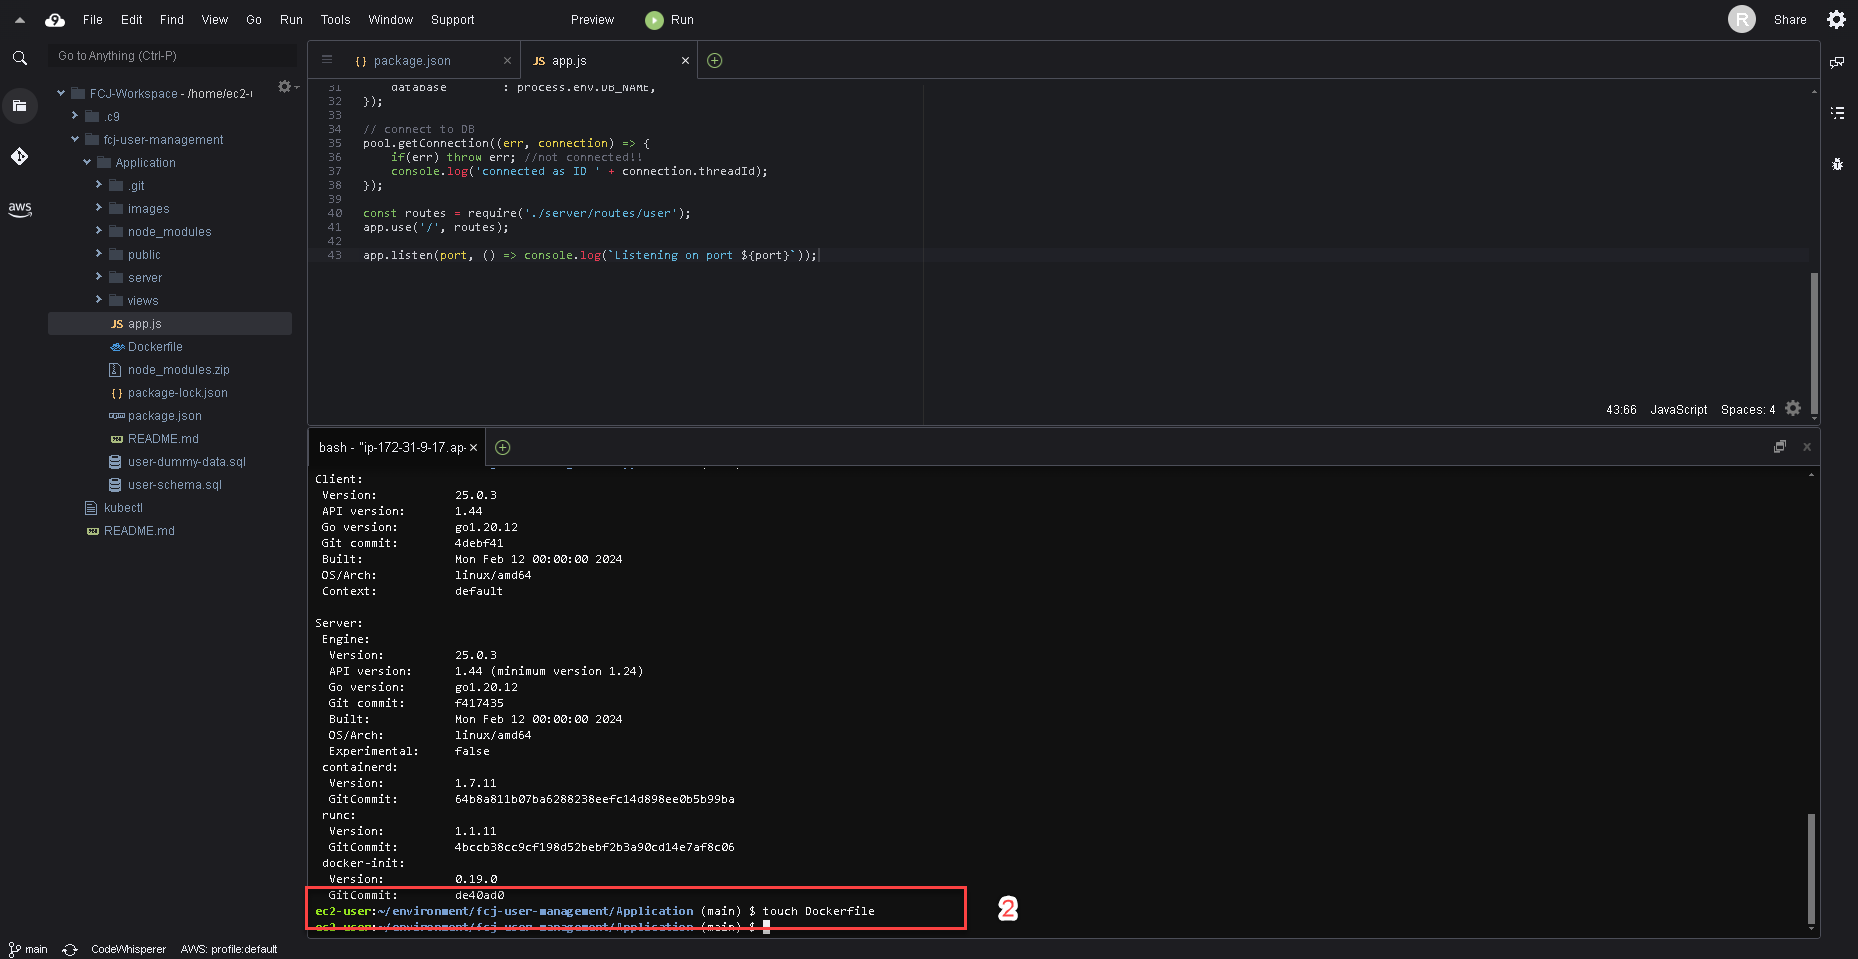 9 File Edit Find View Go Run Tools Window Support Preview Run R Share
Go to Anything (Ctrl-P)
FCJ-Workspace - /home/ec2-u
.c9
fcj-user-management
Application
.git
images
node_modules
public
server
views
JS app.js
Dockerfile
node_modules.zip
{ } package-lock.json
package.json
README.md
user-dummy-data.sql
user-schema.sql
kubectl
README.md
aws
{ } package.json × JS app.js ×
31 database : process.env.DB_NAME,
32 });
33
34 // connect to DB
35 pool.getConnection((err, connection) => {
36 if(err) throw err; //not connected!!
37 console.log('connected as ID ' + connection.threadId);
38 });
39
40 const routes = require('./server/routes/user');
41 app.use('/', routes);
42
43 app.listen(port, () => console.log(`Listening on port ${port}`));
43:66 JavaScript Spaces: 4
bash - "ip-172-31-9-17.ap- ×
Client:
Version: 25.0.3
API version: 1.44
Go version: go1.20.12
Git commit: 4debf41
Built: Mon Feb 12 00:00:00 2024
OS/Arch: linux/amd64
Context: default
Server:
Engine:
Version: 25.0.3
API version: 1.44 (minimum version 1.24)
Go version: go1.20.12
Git commit: f417435
Built: Mon Feb 12 00:00:00 2024
OS/Arch: linux/amd64
Experimental: false
containerd:
Version: 1.7.11
GitCommit: 64b8a811b07ba6288238eefc14d898ee0b5b99ba
runc:
Version: 1.1.11
GitCommit: 4bccb38cc9cf198d52bebf2b3a90cd14e7af8c06
docker-init:
Version: 0.19.0
GitCommit: de40ad0
ec2-user:~/environment/fcj-user-management/Application (main) $ touch Dockerfile
ec2-user:~/environment/fcj-user-management/Application (main) $
2
main CodeWhisperer AWS: profile:default